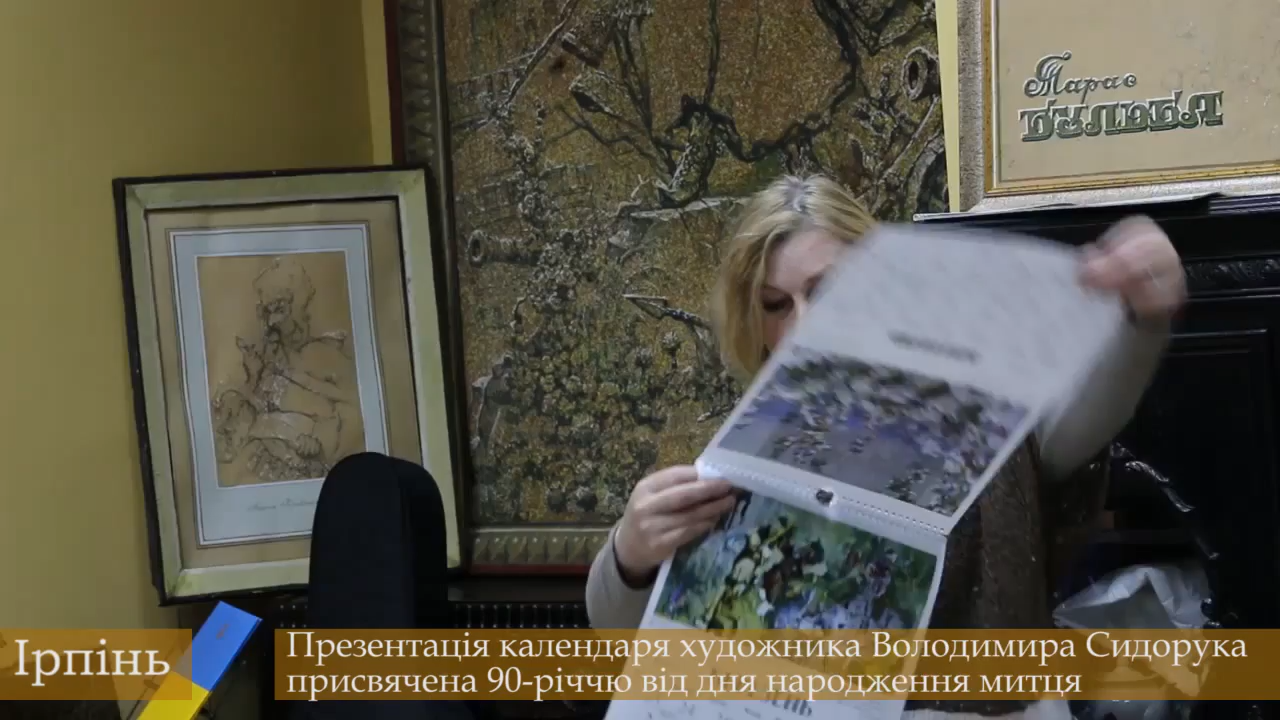 Тарас
БУЛЬБА
Ірпінь
Презентація календаря художника Володимира Сидорука
присвячена 90-річчю від дня народження митця